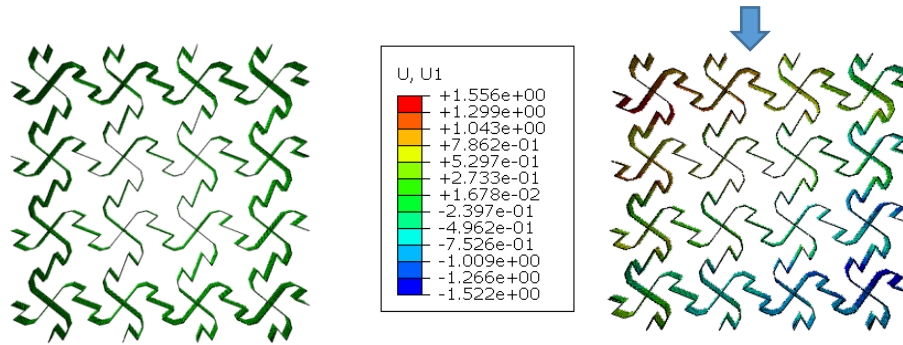 U, U1
+1.556e+00
+1.299e+00
+1.043e+00
+7.862e-01
+5.297e-01
+2.733e-01
+1.678e-02
-2.397e-01
-4.962e-01
-7.526e-01
-1.009e+00
-1.266e+00
-1.522e+00